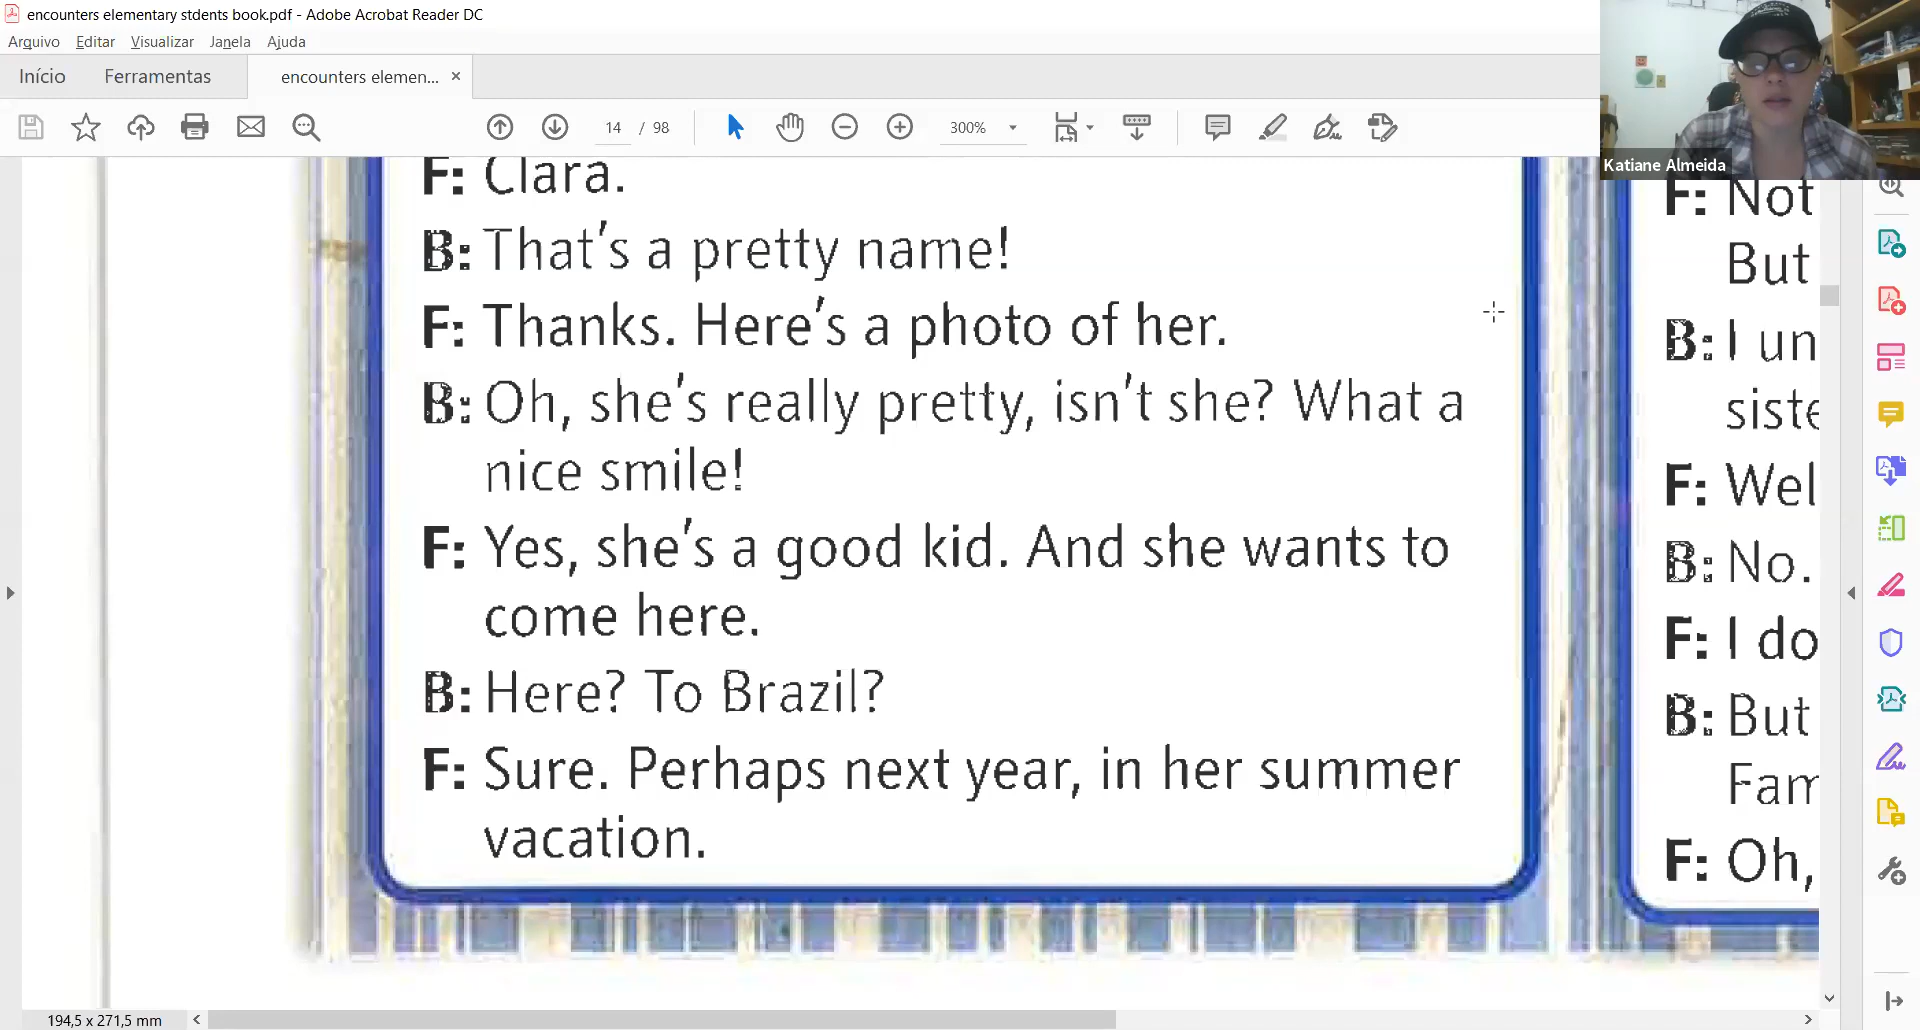 encounters elementary stdents book.pdf - Adobe Acrobat Reader DC
Arquivo Editar Visualizar Janela Ajuda
Início Ferramentas encounters elemen... ×
14 / 98 300%
Katiane Almeida
F: Clara.
B: That's a pretty name!
F: Thanks. Here's a photo of her.
B: Oh, she's really pretty, isn't she? What a
nice smile!
F: Yes, she's a good kid. And she wants to
come here.
B: Here? To Brazil?
F: Sure. Perhaps next year, in her summer
vacation.
F: Not
But
B: I un
siste
F: Wel
B: No.
F: I do
B: But
Fam
F: Oh,
194,5 x 271,5 mm